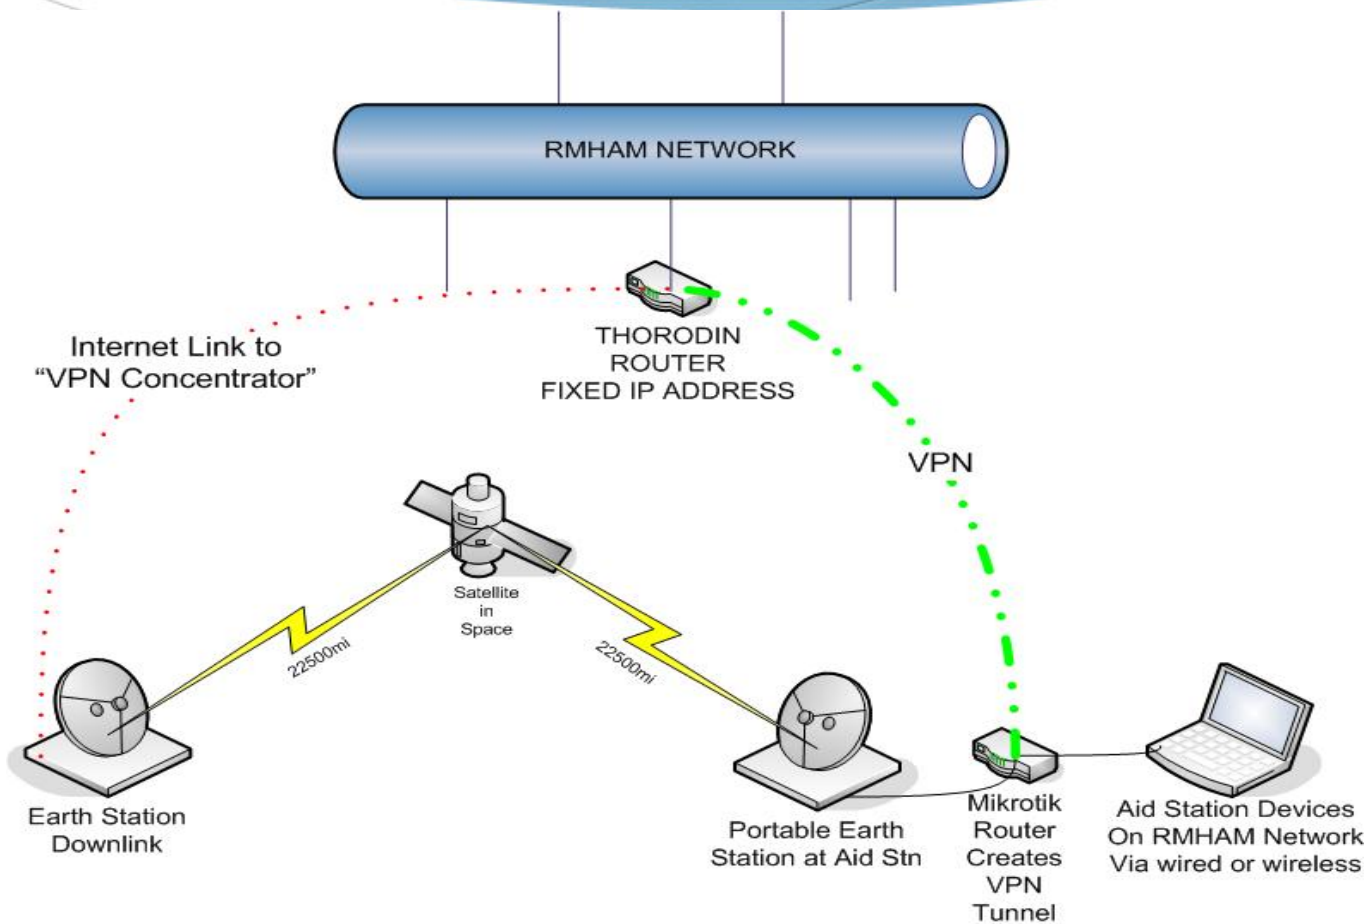 RMHAM NETWORK
THORODIN
ROUTER
FIXED IP ADDRESS
Internet Link to
“VPN Concentrator”
VPN
Satellite
in
Space
22500mi
22500mi
Earth Station
Downlink
Portable Earth
Station at Aid Stn
Mikrotik
Router
Creates
VPN
Tunnel
Aid Station Devices
On RMHAM Network
Via wired or wireless